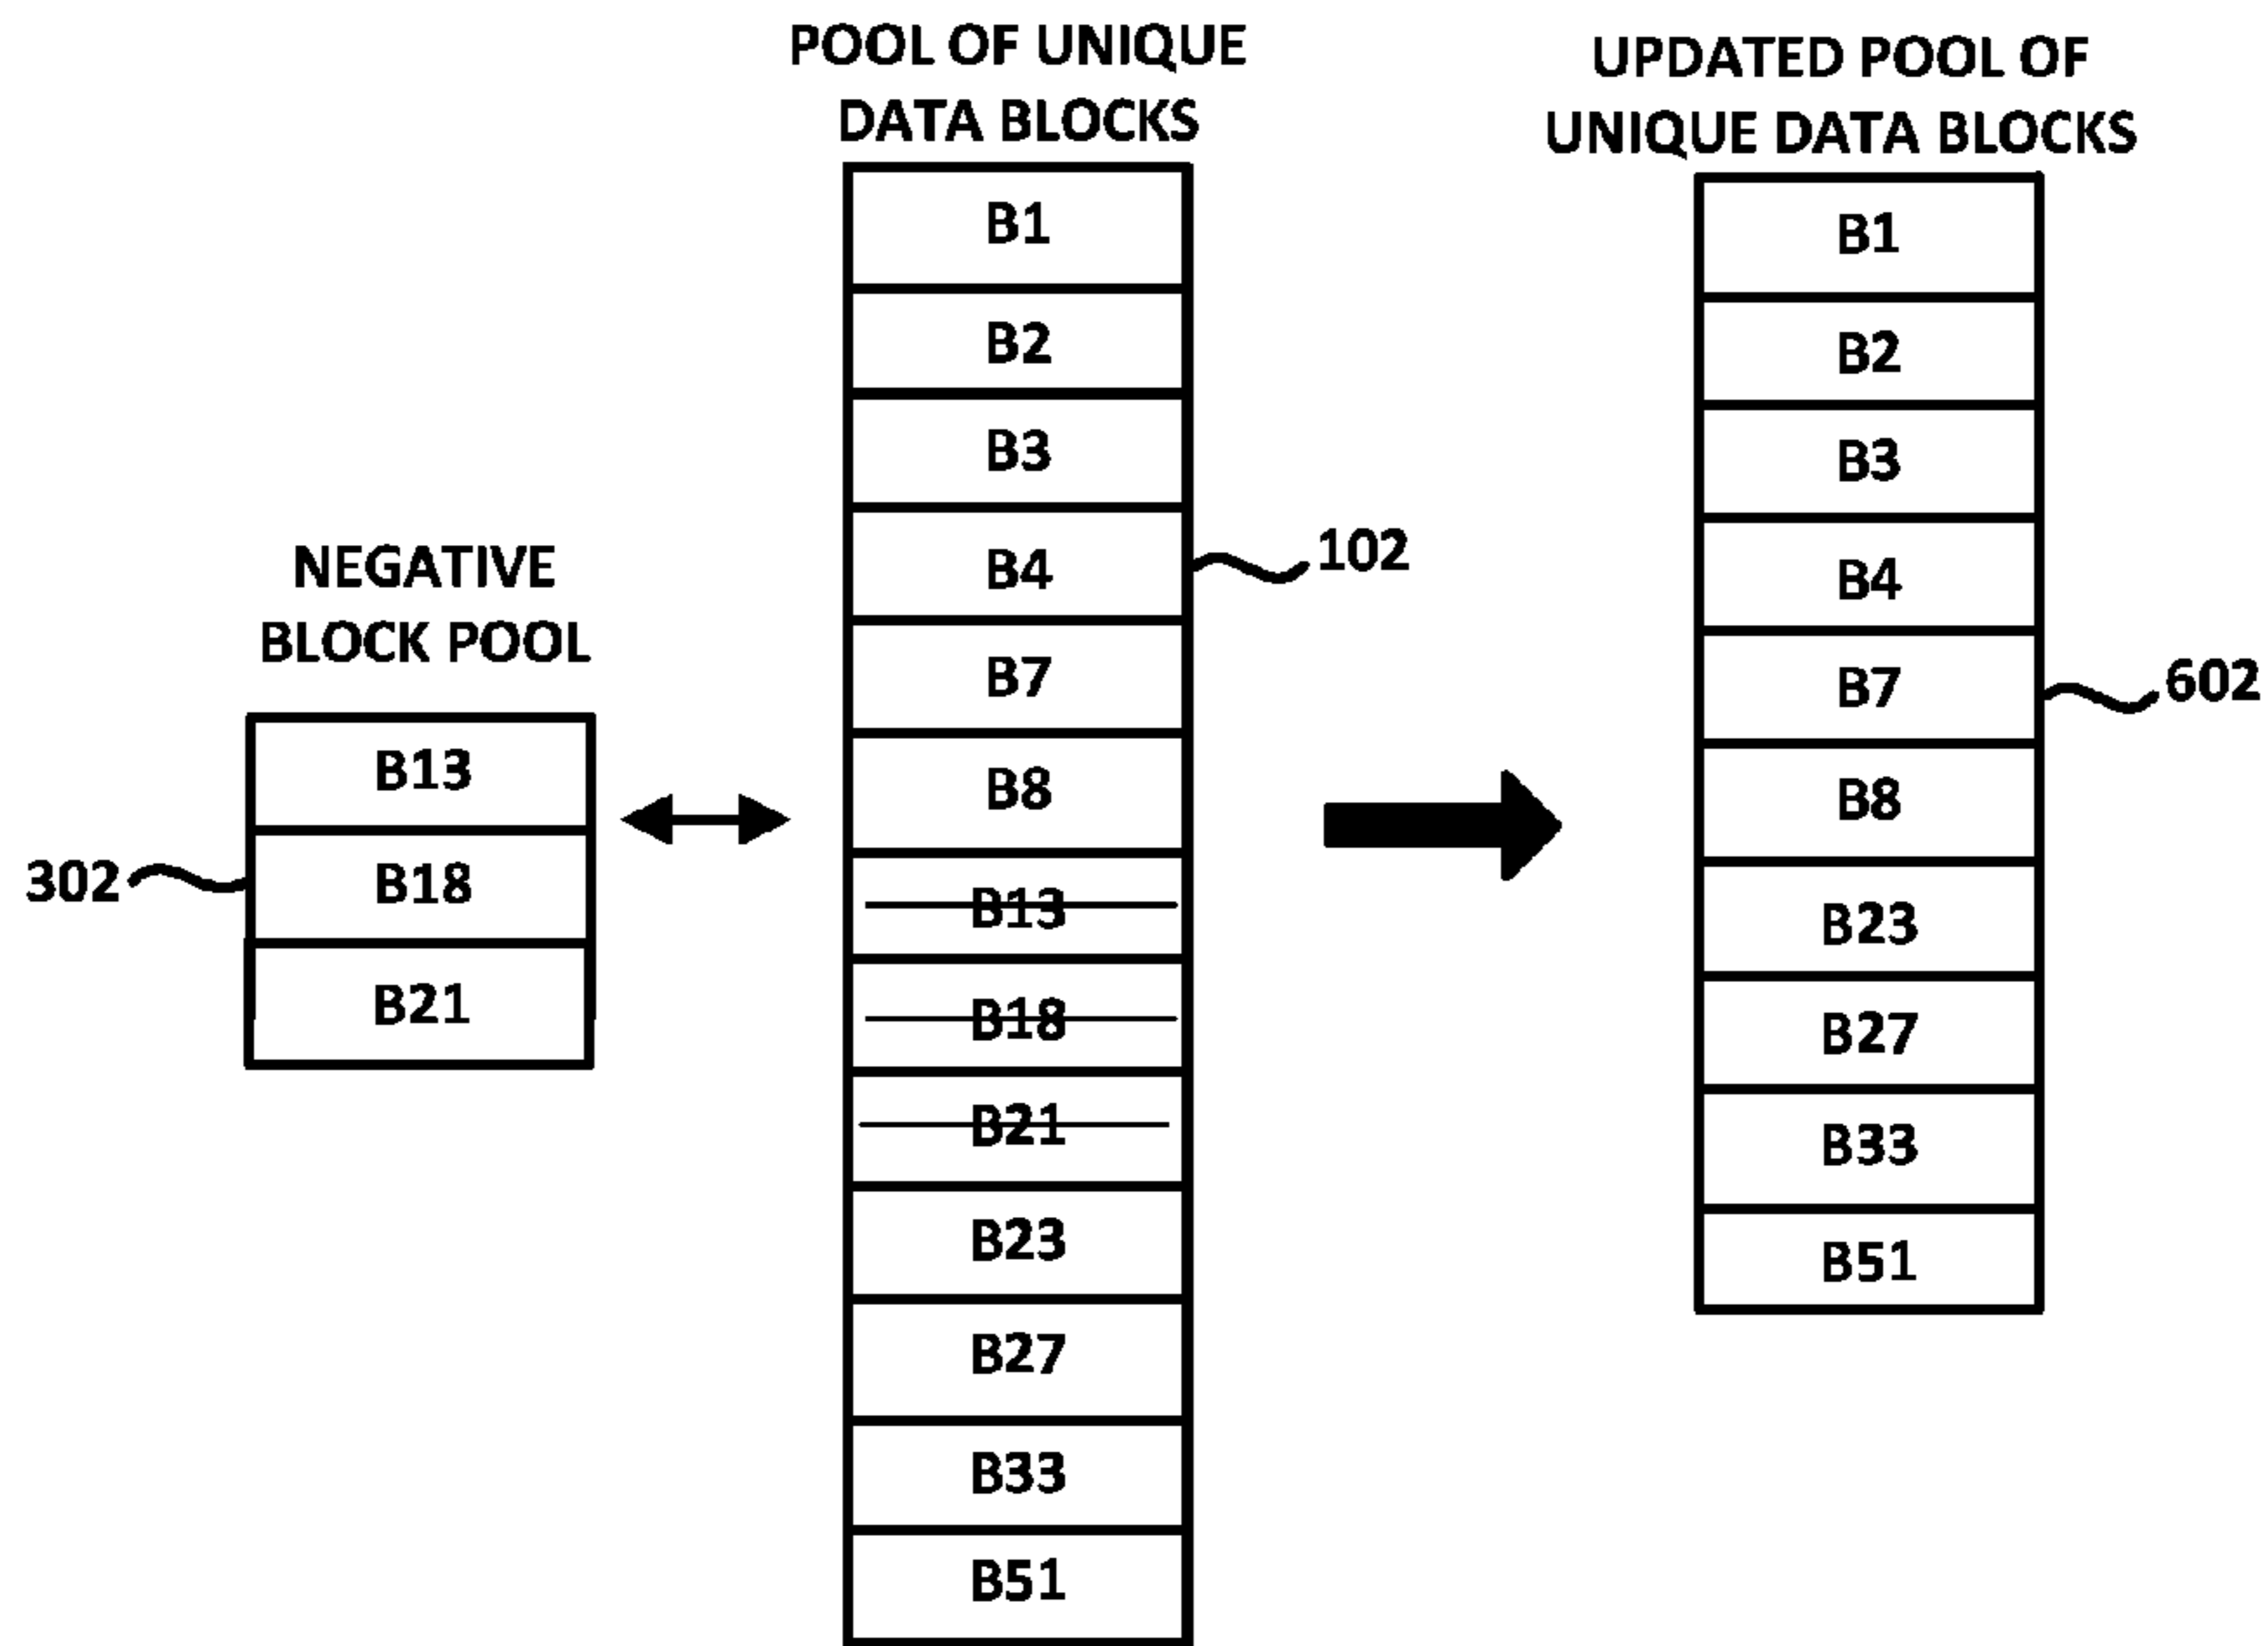 NEGATIVE
BLOCK POOL
B13
B18
B21
302
POOL OF UNIQUE
DATA BLOCKS
B1
B2
B3
B4
B7
B8
B13
B18
B21
B23
B27
B33
B51
102
UPDATED POOL OF
UNIQUE DATA BLOCKS
B1
B2
B3
B4
B7
B8
B23
B27
B33
B51
602